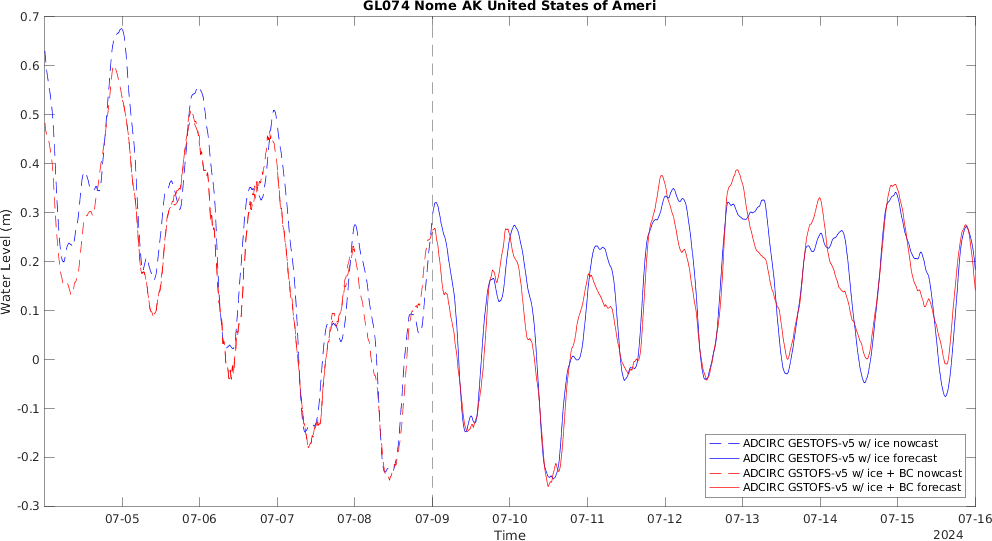 GL074 Nome AK United States of Ameri
0.7
0.6
0.5
0.4
0.3
0.2
0.1
0
-0.1
-0.2
-0.3
Water Level (m)
ADCIRC GESTOFS-v5 w/ ice nowcast
ADCIRC GESTOFS-v5 w/ ice forecast
ADCIRC GSTOFS-v5 w/ ice + BC nowcast
ADCIRC GSTOFS-v5 w/ ice + BC forecast
07-05 07-06 07-07 07-08 07-09 07-10 07-11 07-12 07-13 07-14 07-15 07-16
Time
2024